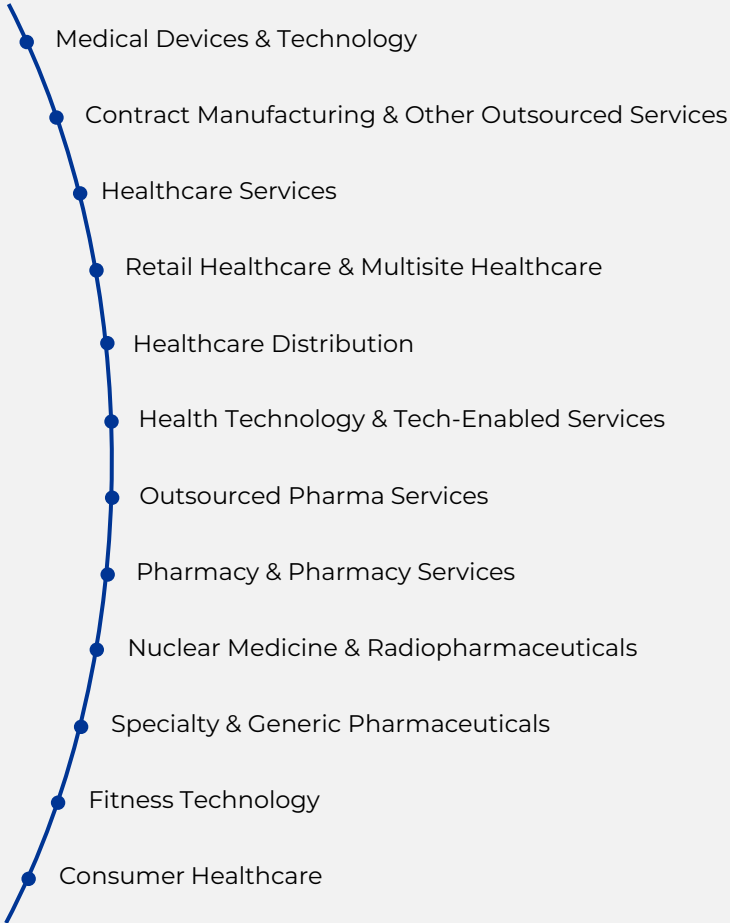 Medical Devices & Technology
Contract Manufacturing & Other Outsourced Services
Healthcare Services
Retail Healthcare & Multisite Healthcare
Healthcare Distribution
Health Technology & Tech-Enabled Services
Outsourced Pharma Services
Pharmacy & Pharmacy Services
Nuclear Medicine & Radiopharmaceuticals
Specialty & Generic Pharmaceuticals
Fitness Technology
Consumer Healthcare